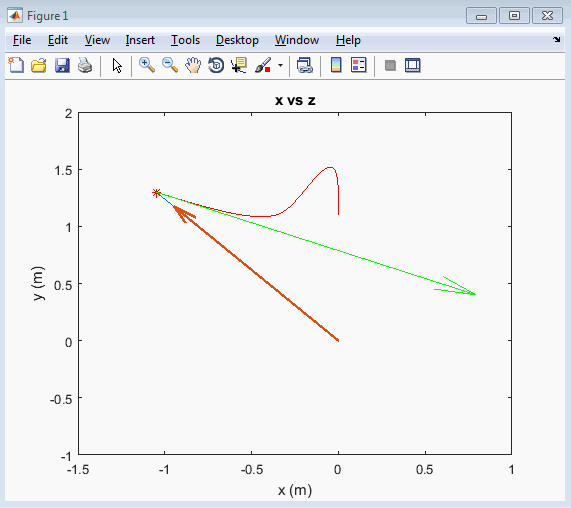 Figure 1
File Edit View Insert Tools Desktop Window Help
x vs z
2
1.5
1
0.5
0
-0.5
-1
y (m)
-1.5 -1 -0.5 0 0.5 1
x (m)